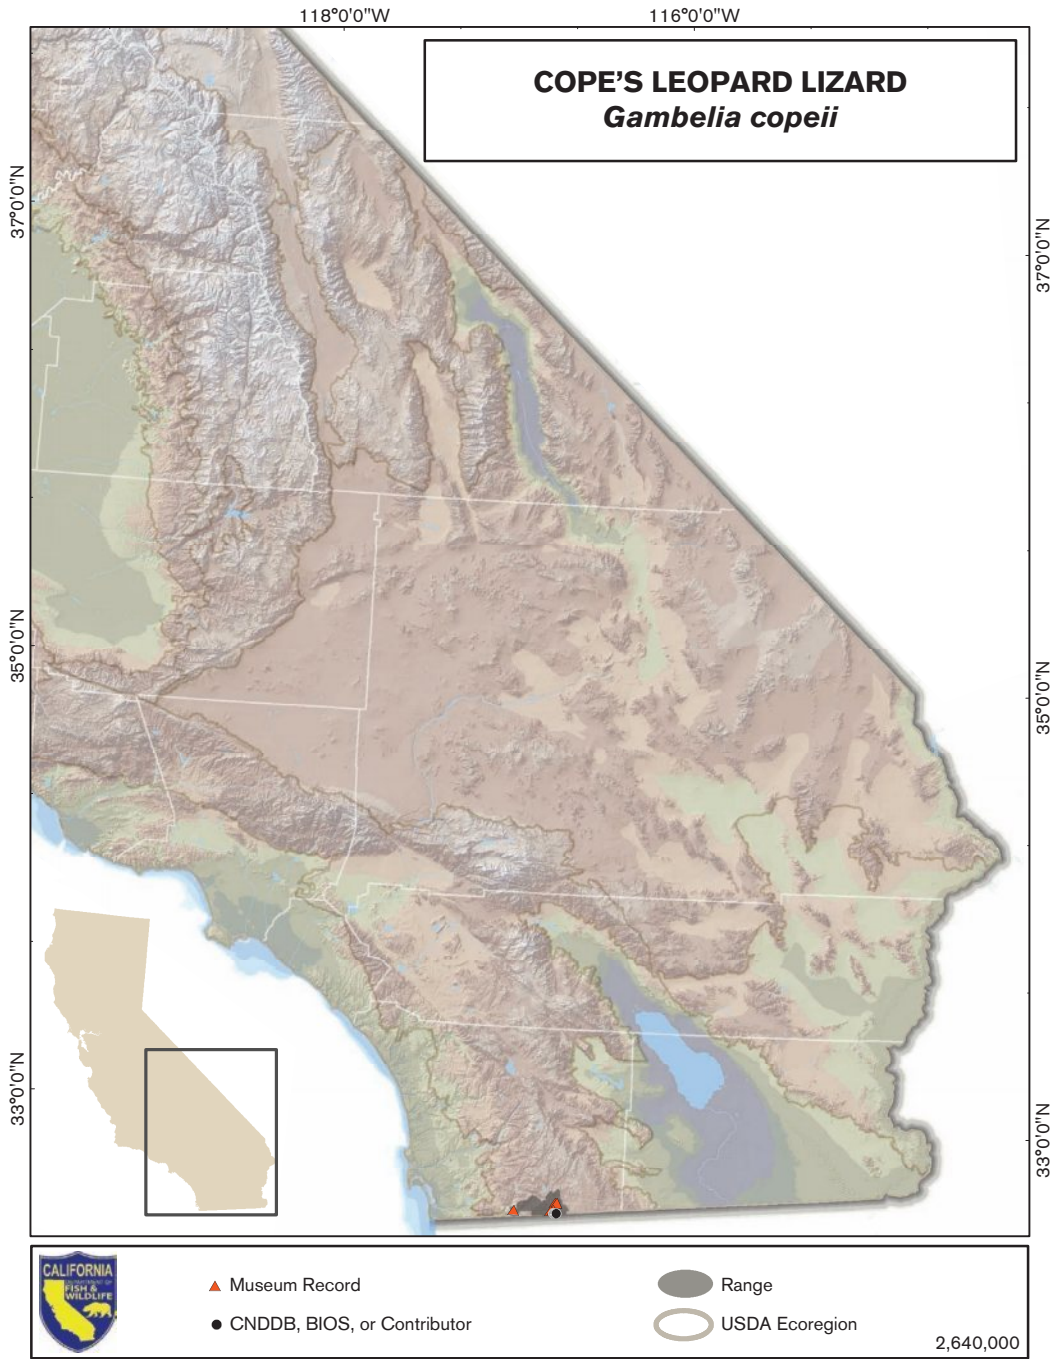 118°0'0"W
116°0'0"W
COPE'S LEOPARD LIZARD
Gambelia copeii
37°0'0"N
37°0'0"N
35°0'0"N
35°0'0"N
33°0'0"N
33°0'0"N
CALIFORNIA
DEPARTMENT OF
FISH &
WILDLIFE
Museum Record
Range
CNDDB, BIOS, or Contributor
USDA Ecoregion
2,640,000